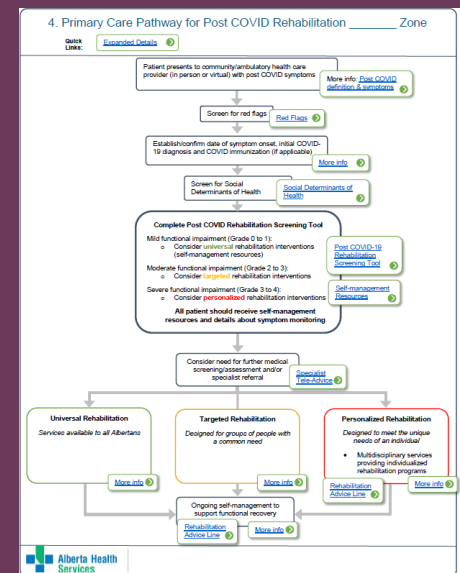 4. Primary Care Pathway for Post COVID Rehabilitation _______ Zone
Quick
Links:
Expanded Details
Patient presents to community/ambulatory health care
provider (in person or virtual) with post COVID symptoms
More info: Post COVID
definition & symptoms
Screen for red flags
Red Flags
Establish/confirm date of symptom onset, initial COVID-
19 diagnosis and COVID immunization (if applicable)
More info
Screen for Social
Determinants of Health
Social Determinants of
Health
Complete Post COVID Rehabilitation Screening Tool
Mild functional impairment (Grade 0 to 1):
o Consider universal rehabilitation interventions
(self-management resources)
Moderate functional impairment (Grade 2 to 3):
o Consider targeted rehabilitation interventions
Severe functional impairment (Grade 3 to 4):
o Consider personalized rehabilitation interventions
All patient should receive self-management
resources and details about symptom monitoring
Post COVID-19
Rehabilitation
Screening Tool
Self-management
Resources
Consider need for further medical
screening/assessment and/or
specialist referral
Specialist
Tele-Advice
Universal Rehabilitation
Services available to all Albertans
More info
Targeted Rehabilitation
Designed for groups of people with
a common need
More info
Personalized Rehabilitation
Designed to meet the unique
needs of an individual
• Multidisciplinary services
providing individualized
rehabilitation programs
Rehabilitation
Advice Line
More info
Ongoing self-management to
support functional recovery
Rehabilitation
Advice Line
More info
Alberta Health
Services